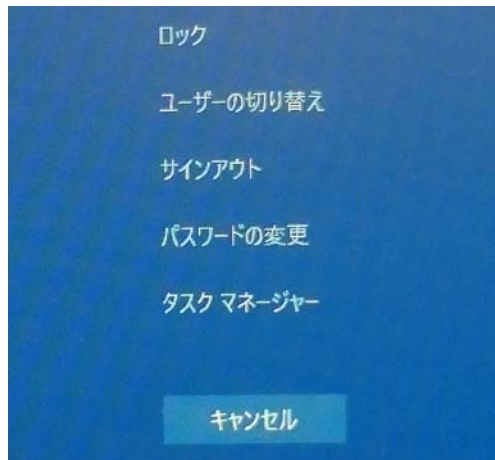 ロック
ユーザーの切り替え
サインアウト
パスワードの変更
タスク マネージャー
キャンセル